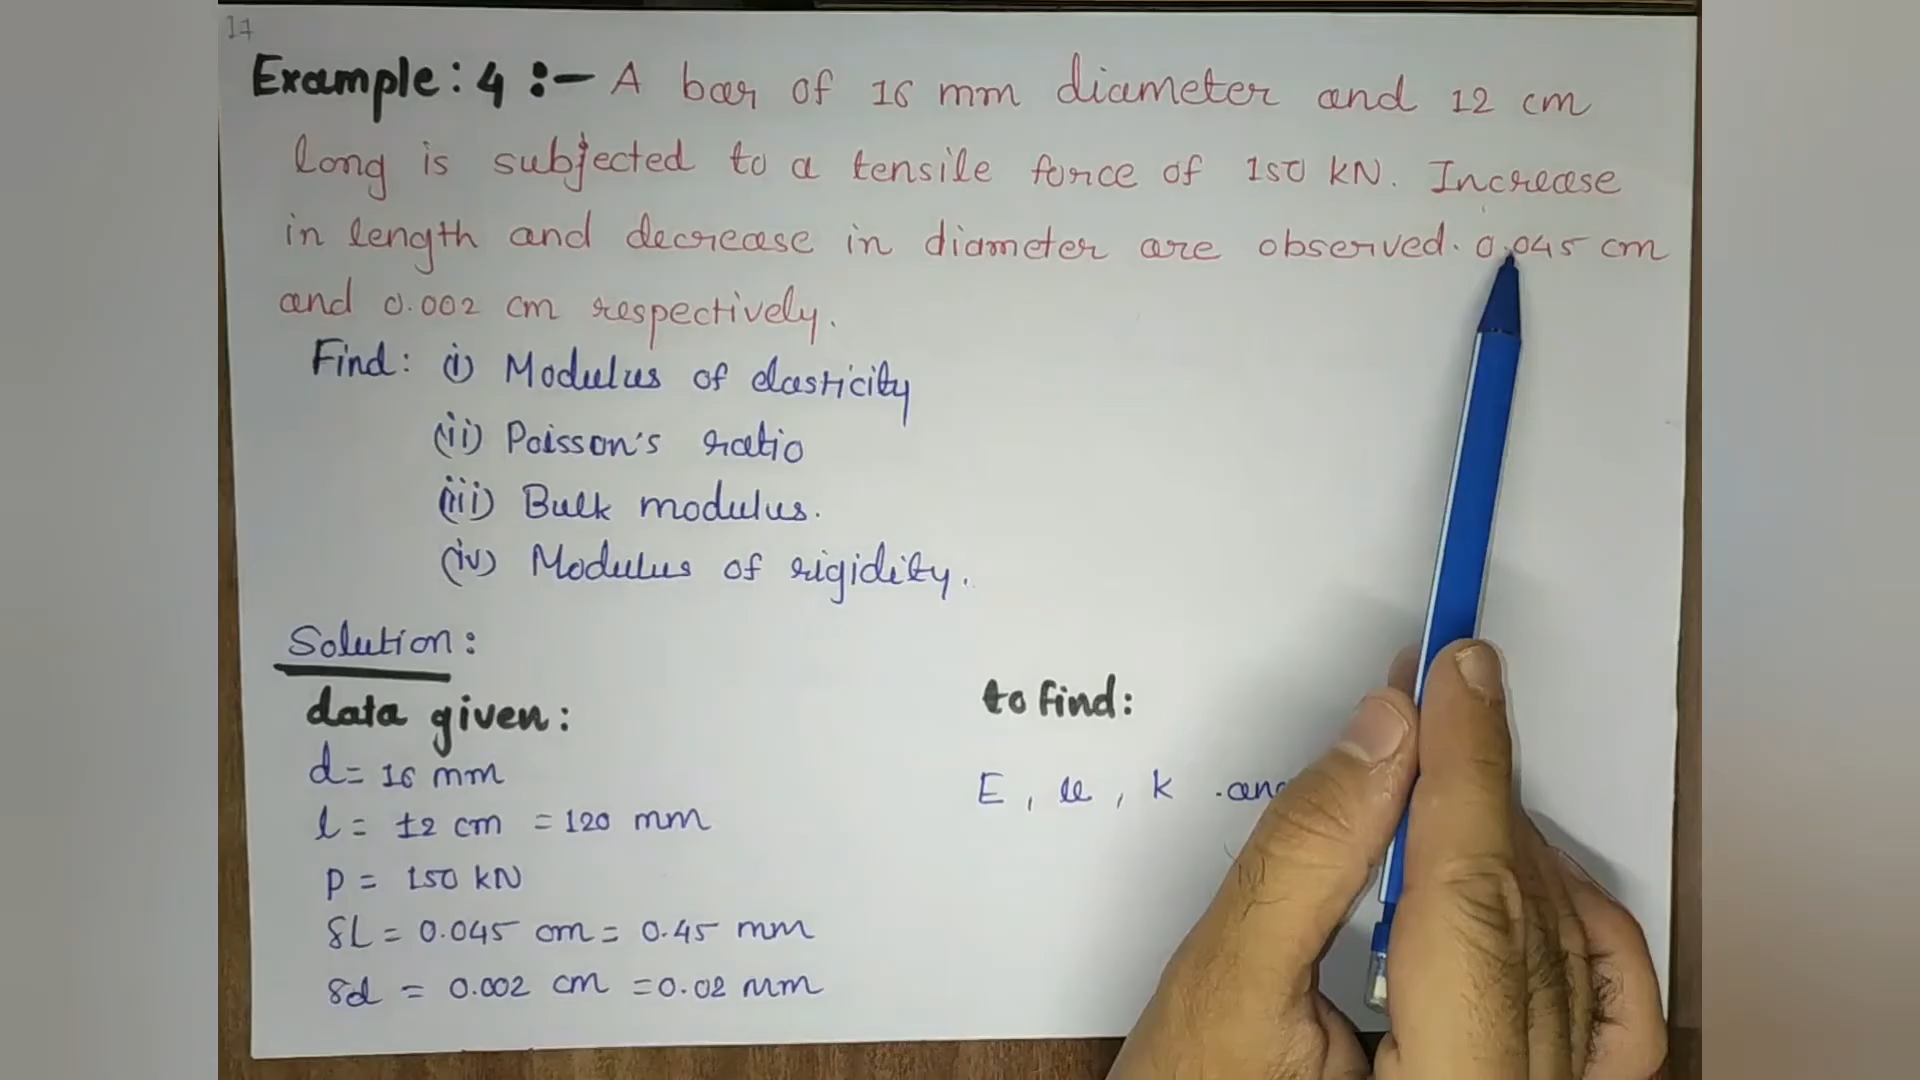 17
Example: 4 :- A bar of 16 mm diameter and 12 cm
long is subjected to a tensile force of 150 kN. Increase
in length and decrease in diameter are observed. 0.045 cm
and 0.002 cm respectively.
Find: (i) Modulus of elasticity
(ii) Poisson's ratio
(iii) Bulk modulus.
(iv) Modulus of rigidity.
Solution:
data given:
d = 16 mm
l = 12 cm = 120 mm
P = 150 kN
δL = 0.045 cm = 0.45 mm
δd = 0.002 cm = 0.02 mm
to find:
E , μ , k and